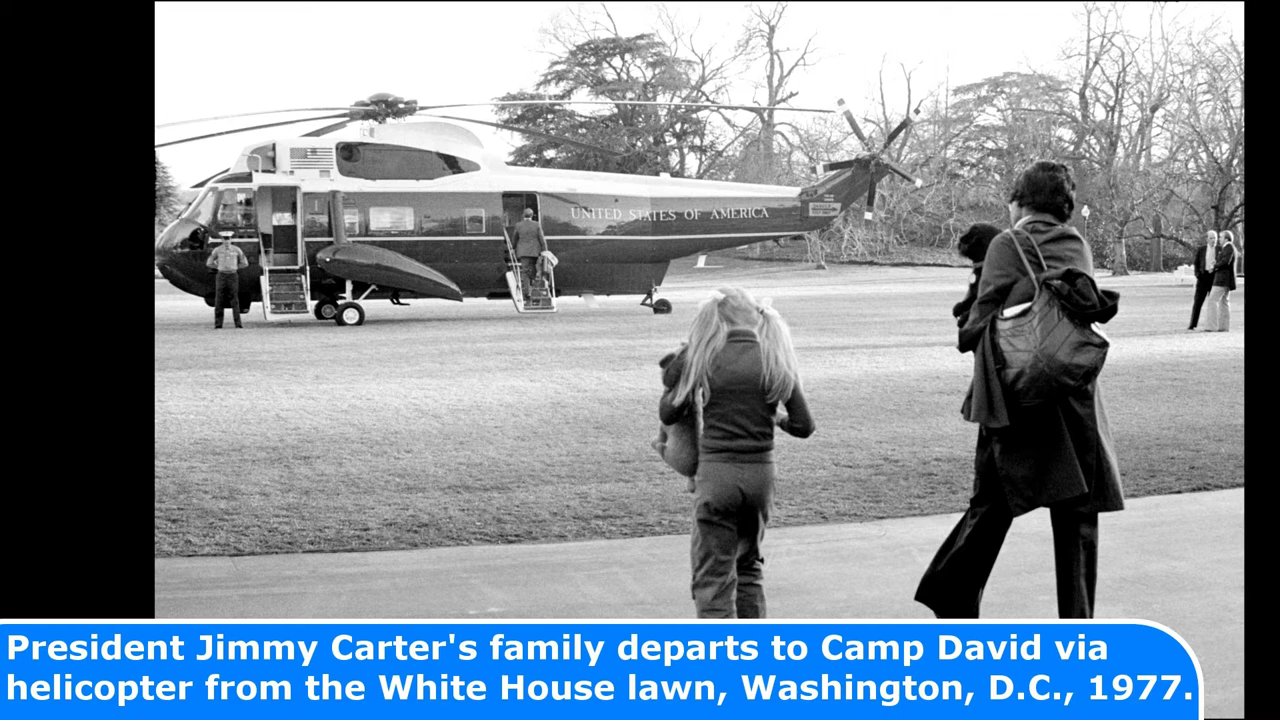 UNITED STATES OF AMERICA
President Jimmy Carter's family departs to Camp David via
helicopter from the White House lawn, Washington, D.C., 1977.